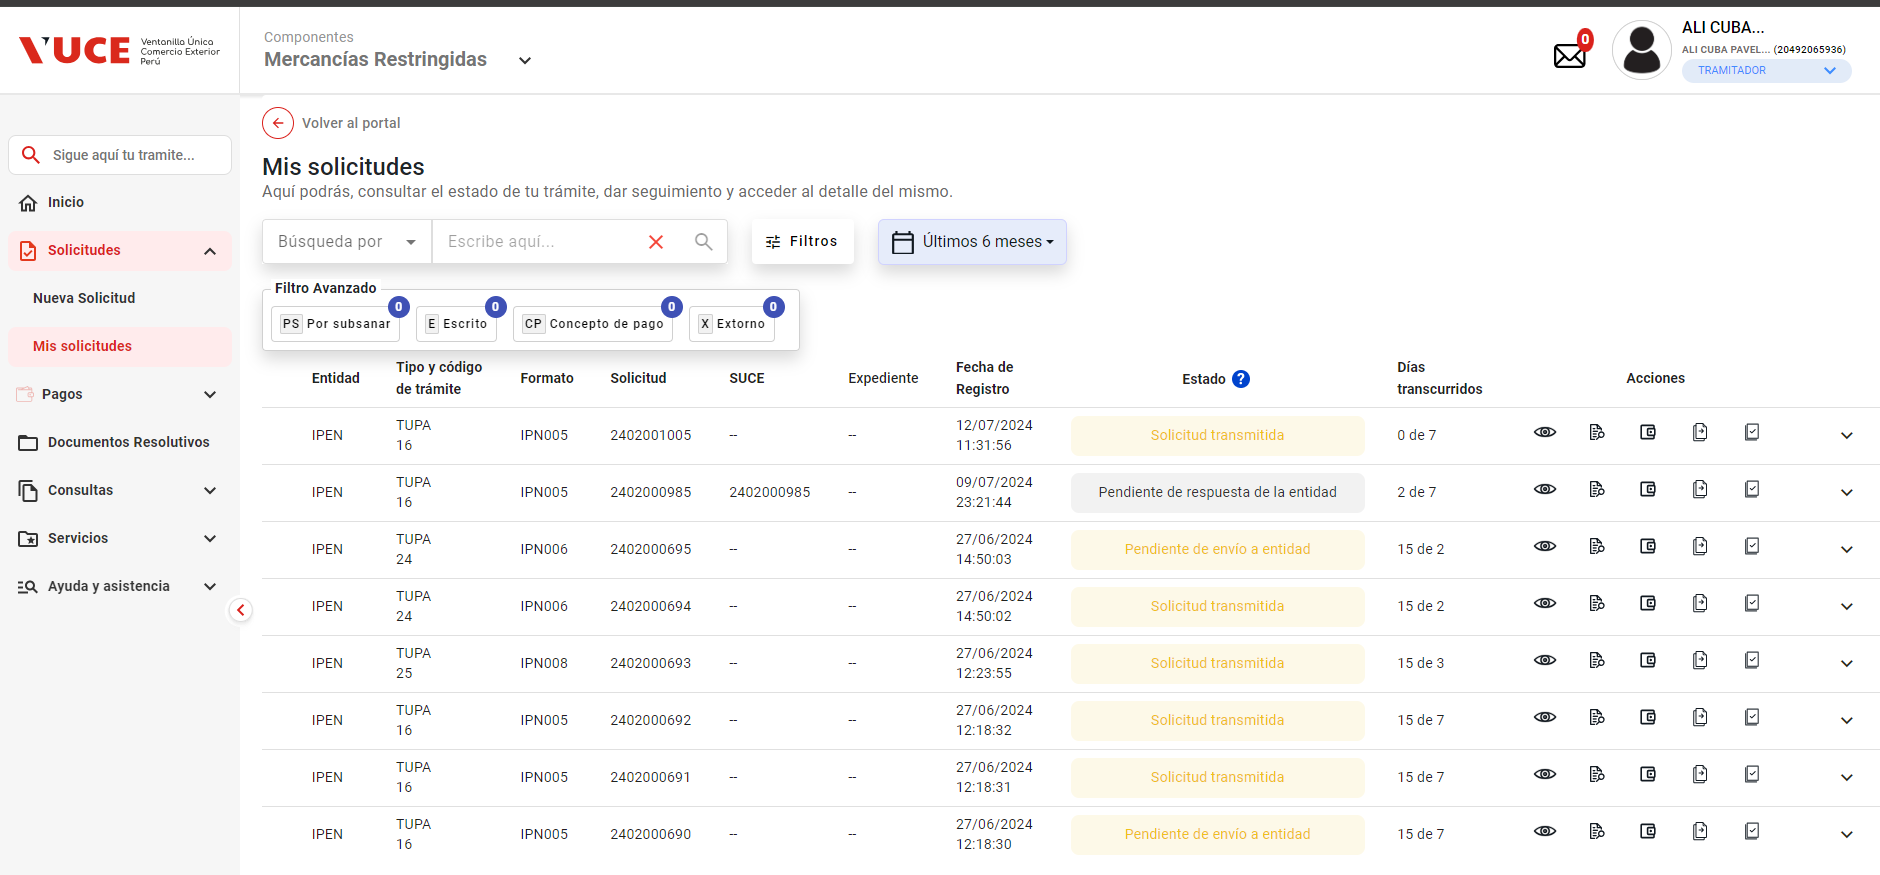 VUCE
Ventanilla Única
Comercio Exterior
Perú
Componentes
Mercancías Restringidas
0
ALI CUBA...
ALI CUBA PAVEL... (20492065936)
TRAMITADOR
Sigue aquí tu tramite...
Inicio
Solicitudes
Nueva Solicitud
Mis solicitudes
Pagos
Documentos Resolutivos
Consultas
Servicios
Ayuda y asistencia
Volver al portal
Mis solicitudes
Aquí podrás, consultar el estado de tu trámite, dar seguimiento y acceder al detalle del mismo.
Búsqueda por
Escribe aquí...
Filtros
Últimos 6 meses
Filtro Avanzado
PS Por subsanar 0
E Escrito 0
CP Concepto de pago 0
X Extorno 0
Entidad
Tipo y código
de trámite
Formato
Solicitud
SUCE
Expediente
Fecha de
Registro
Estado ?
Días
transcurridos
Acciones
IPEN
TUPA
16
IPN005
2402001005
--
--
12/07/2024
11:31:56
Solicitud transmitida
0 de 7
IPEN
TUPA
16
IPN005
2402000985
2402000985
--
09/07/2024
23:21:44
Pendiente de respuesta de la entidad
2 de 7
IPEN
TUPA
24
IPN006
2402000695
--
--
27/06/2024
14:50:03
Pendiente de envío a entidad
15 de 2
IPEN
TUPA
24
IPN006
2402000694
--
--
27/06/2024
14:50:02
Solicitud transmitida
15 de 2
IPEN
TUPA
25
IPN008
2402000693
--
--
27/06/2024
12:23:55
Solicitud transmitida
15 de 3
IPEN
TUPA
16
IPN005
2402000692
--
--
27/06/2024
12:18:32
Solicitud transmitida
15 de 7
IPEN
TUPA
16
IPN005
2402000691
--
--
27/06/2024
12:18:31
Solicitud transmitida
15 de 7
IPEN
TUPA
16
IPN005
2402000690
--
--
27/06/2024
12:18:30
Pendiente de envío a entidad
15 de 7